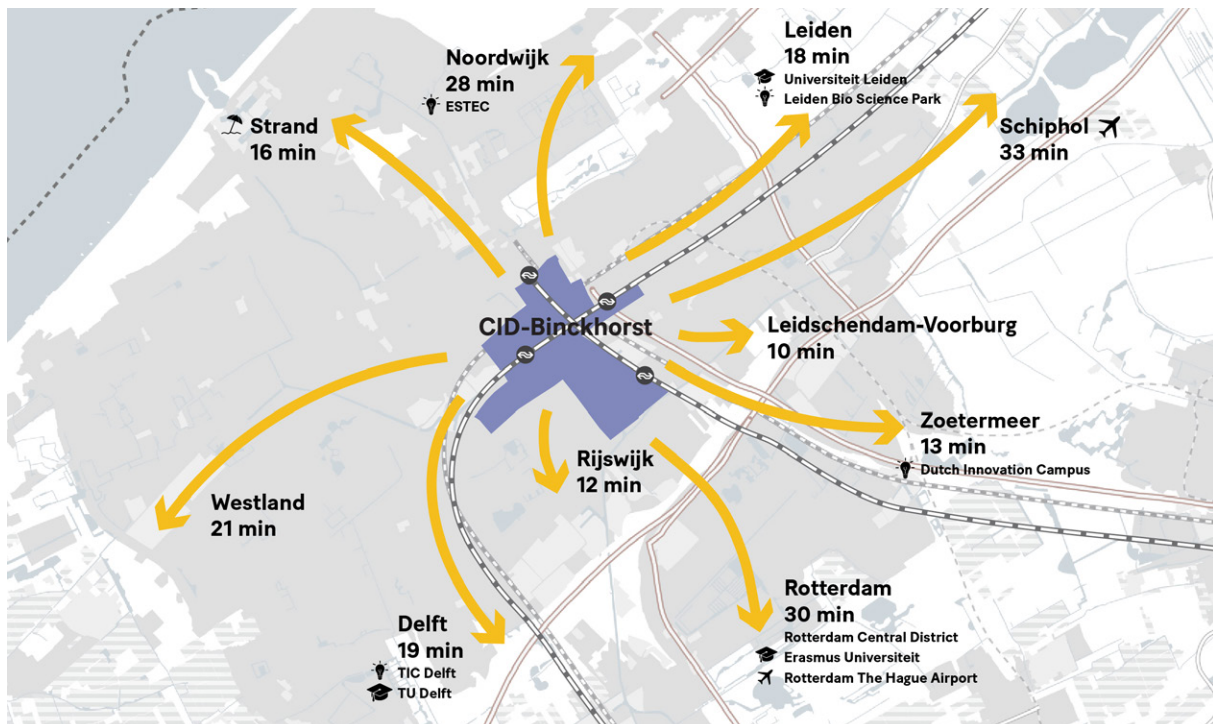 Noordwijk
28 min
ESTEC
Leiden
18 min
Universiteit Leiden
Leiden Bio Science Park
Strand
16 min
Schiphol
33 min
CID-Binckhorst
Leidschendam-Voorburg
10 min
Zoetermeer
13 min
Dutch Innovation Campus
Rijswijk
12 min
Westland
21 min
Delft
19 min
TIC Delft
TU Delft
Rotterdam
30 min
Rotterdam Central District
Erasmus Universiteit
Rotterdam The Hague Airport